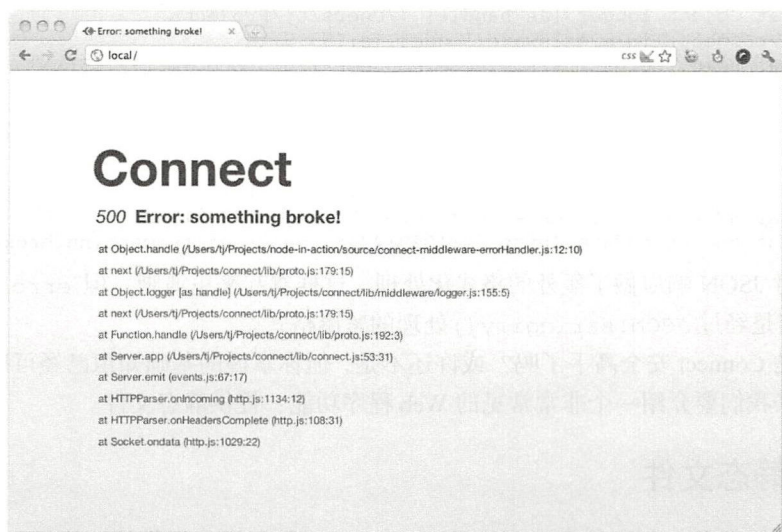 Error: something broke!
local/
css
Connect
500 Error: something broke!
at Object.handle (/Users/tj/Projects/node-in-action/source/connect-middleware-errorHandler.js:12:10)
at next (/Users/tj/Projects/connect/lib/proto.js:179:15)
at Object.logger [as handle] (/Users/tj/Projects/connect/lib/middleware/logger.js:155:5)
at next (/Users/tj/Projects/connect/lib/proto.js:179:15)
at Function.handle (/Users/tj/Projects/connect/lib/proto.js:192:3)
at Server.app (/Users/tj/Projects/connect/lib/connect.js:53:31)
at Server.emit (events.js:67:17)
at HTTPParser.onIncoming (http.js:1134:12)
at HTTPParser.onHeadersComplete (http.js:108:31)
at Socket.ondata (http.js:1029:22)